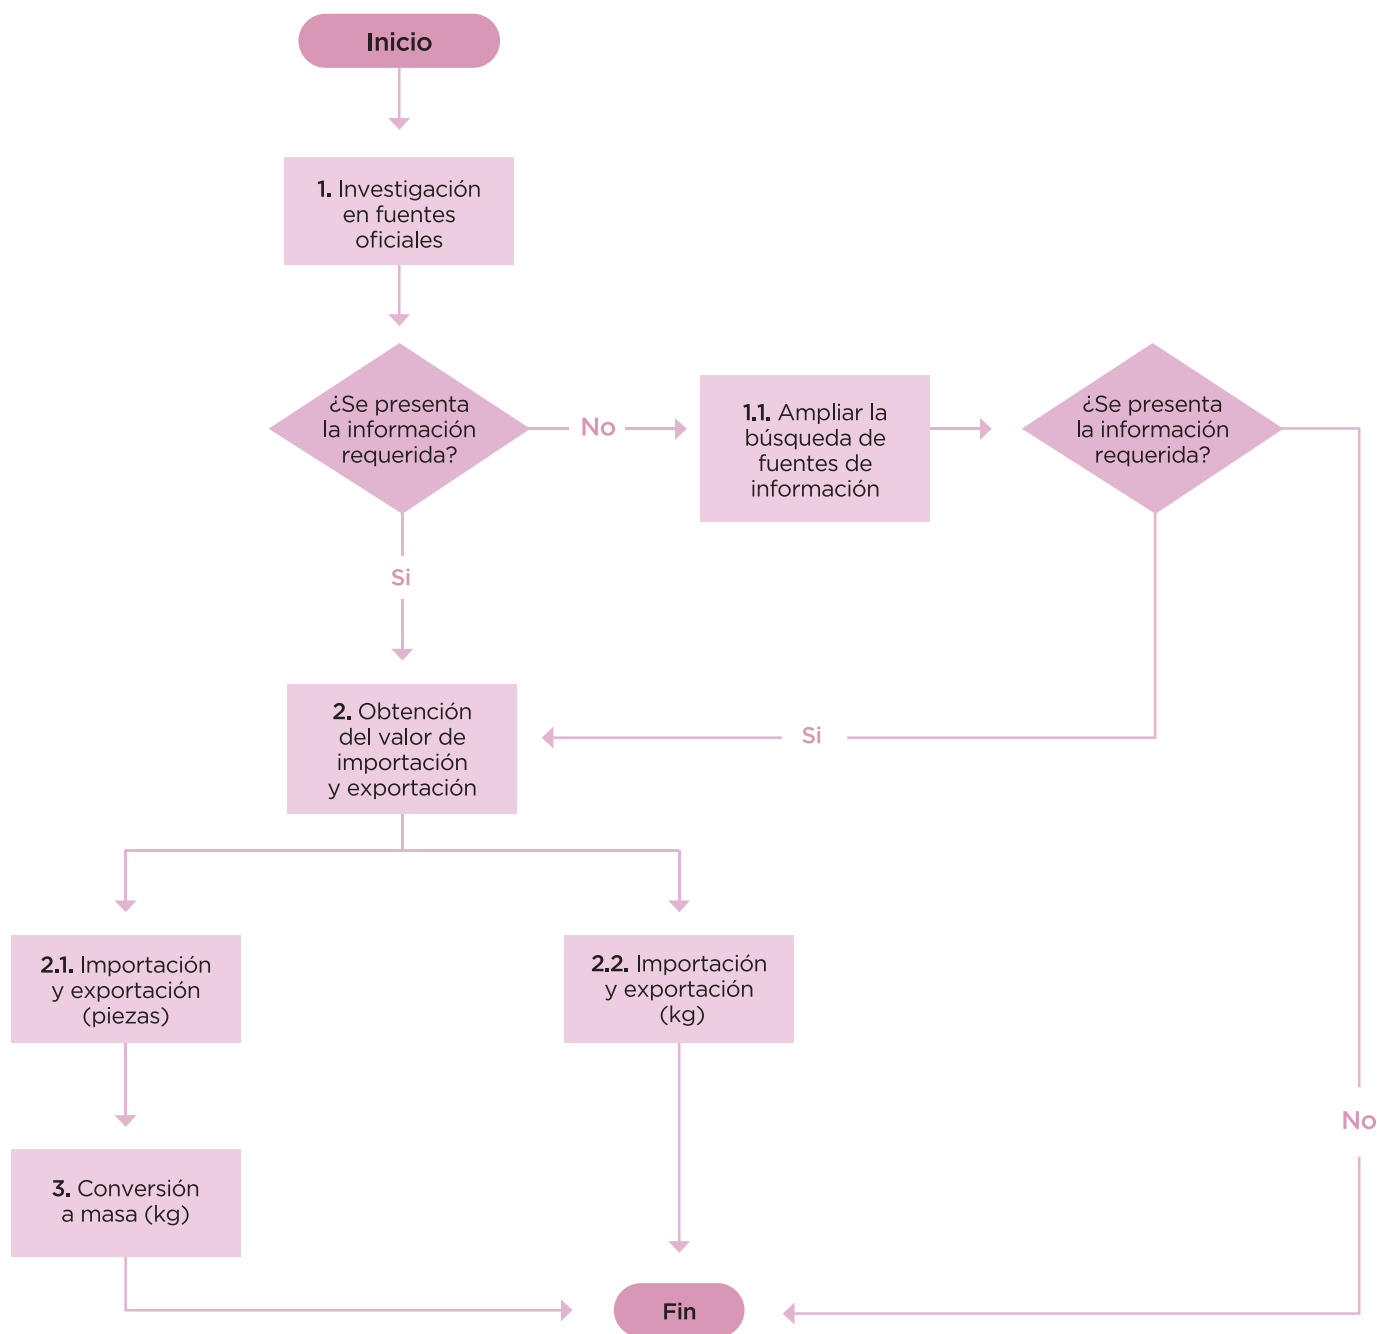 Inicio
1. Investigación
en fuentes
oficiales
¿Se presenta
la información
requerida?
No
1.1. Ampliar la
búsqueda de
fuentes de
información
¿Se presenta
la información
requerida?
Si
2. Obtención
del valor de
importación
y exportación
Si
2.1. Importación
y exportación
(piezas)
2.2. Importación
y exportación
(kg)
No
3. Conversión
a masa (kg)
Fin